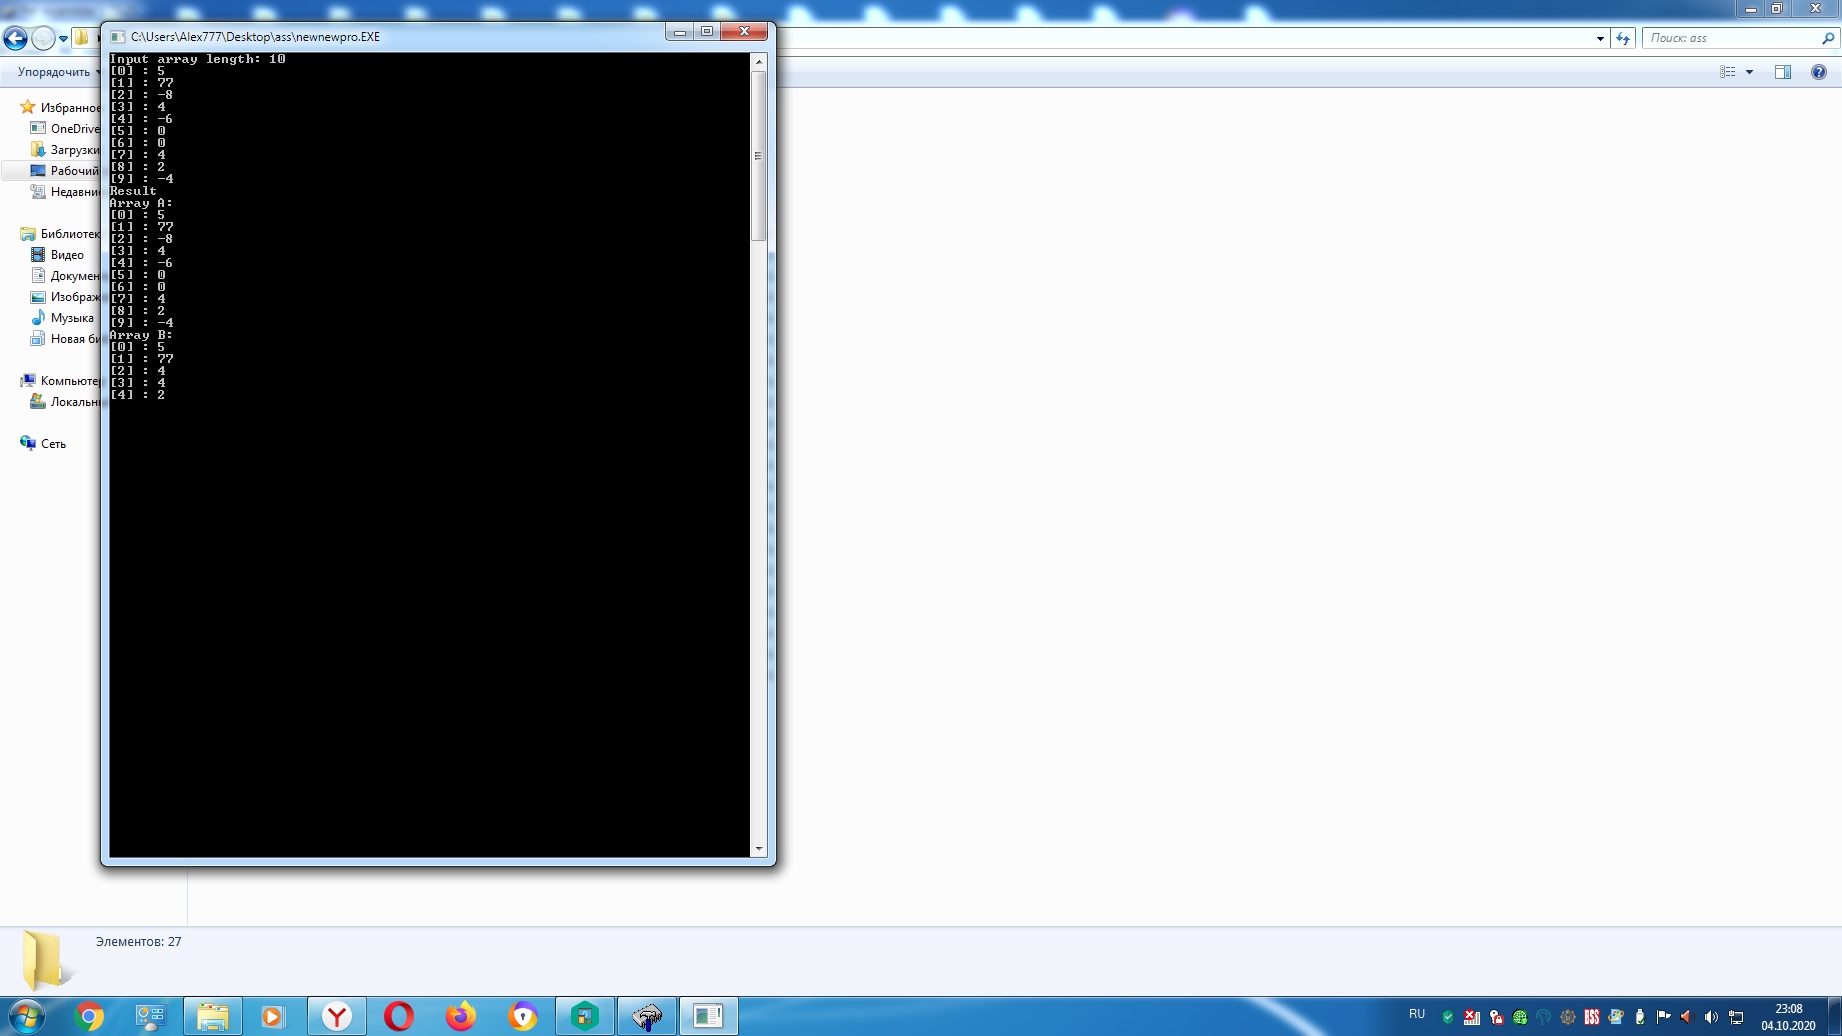 C:\Users\Alex777\Desktop\ass\newnewpro.EXE
Поиск: ass
Упорядочить
Избранное
OneDrive
Загрузки
Рабочий
Недавни
Библиотек
Видео
Докумен
Изображ
Музыка
Новая би
Компьюте
Локальн
Сеть
Input array length: 10
[0] : 5
[1] : 77
[2] : -8
[3] : 4
[4] : -6
[5] : 0
[6] : 0
[7] : 4
[8] : 2
[9] : -4
Result
Array A:
[0] : 5
[1] : 77
[2] : -8
[3] : 4
[4] : -6
[5] : 0
[6] : 0
[7] : 4
[8] : 2
[9] : -4
Array B:
[0] : 5
[1] : 77
[2] : 4
[3] : 4
[4] : 2
Элементов: 27
RU
23:08
04.10.2020